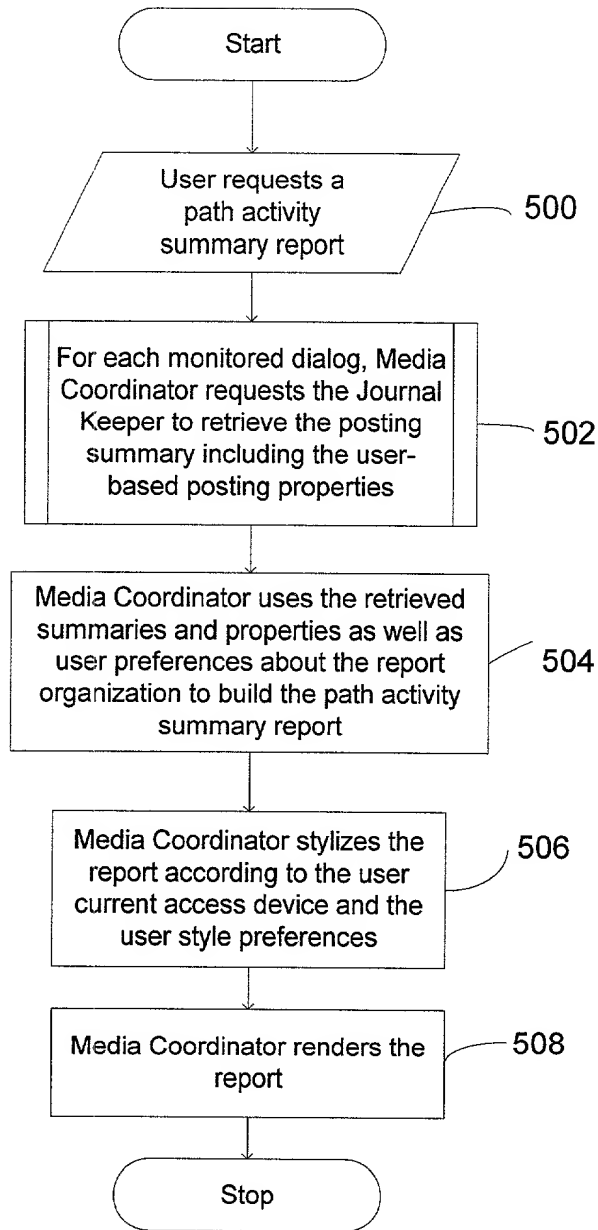 Start
User requests a
path activity
summary report
500
For each monitored dialog, Media
Coordinator requests the Journal
Keeper to retrieve the posting
summary including the user-
based posting properties
502
Media Coordinator uses the retrieved
summaries and properties as well as
user preferences about the report
organization to build the path activity
summary report
504
Media Coordinator stylizes the
report according to the user
current access device and the
user style preferences
506
Media Coordinator renders the
report
508
Stop